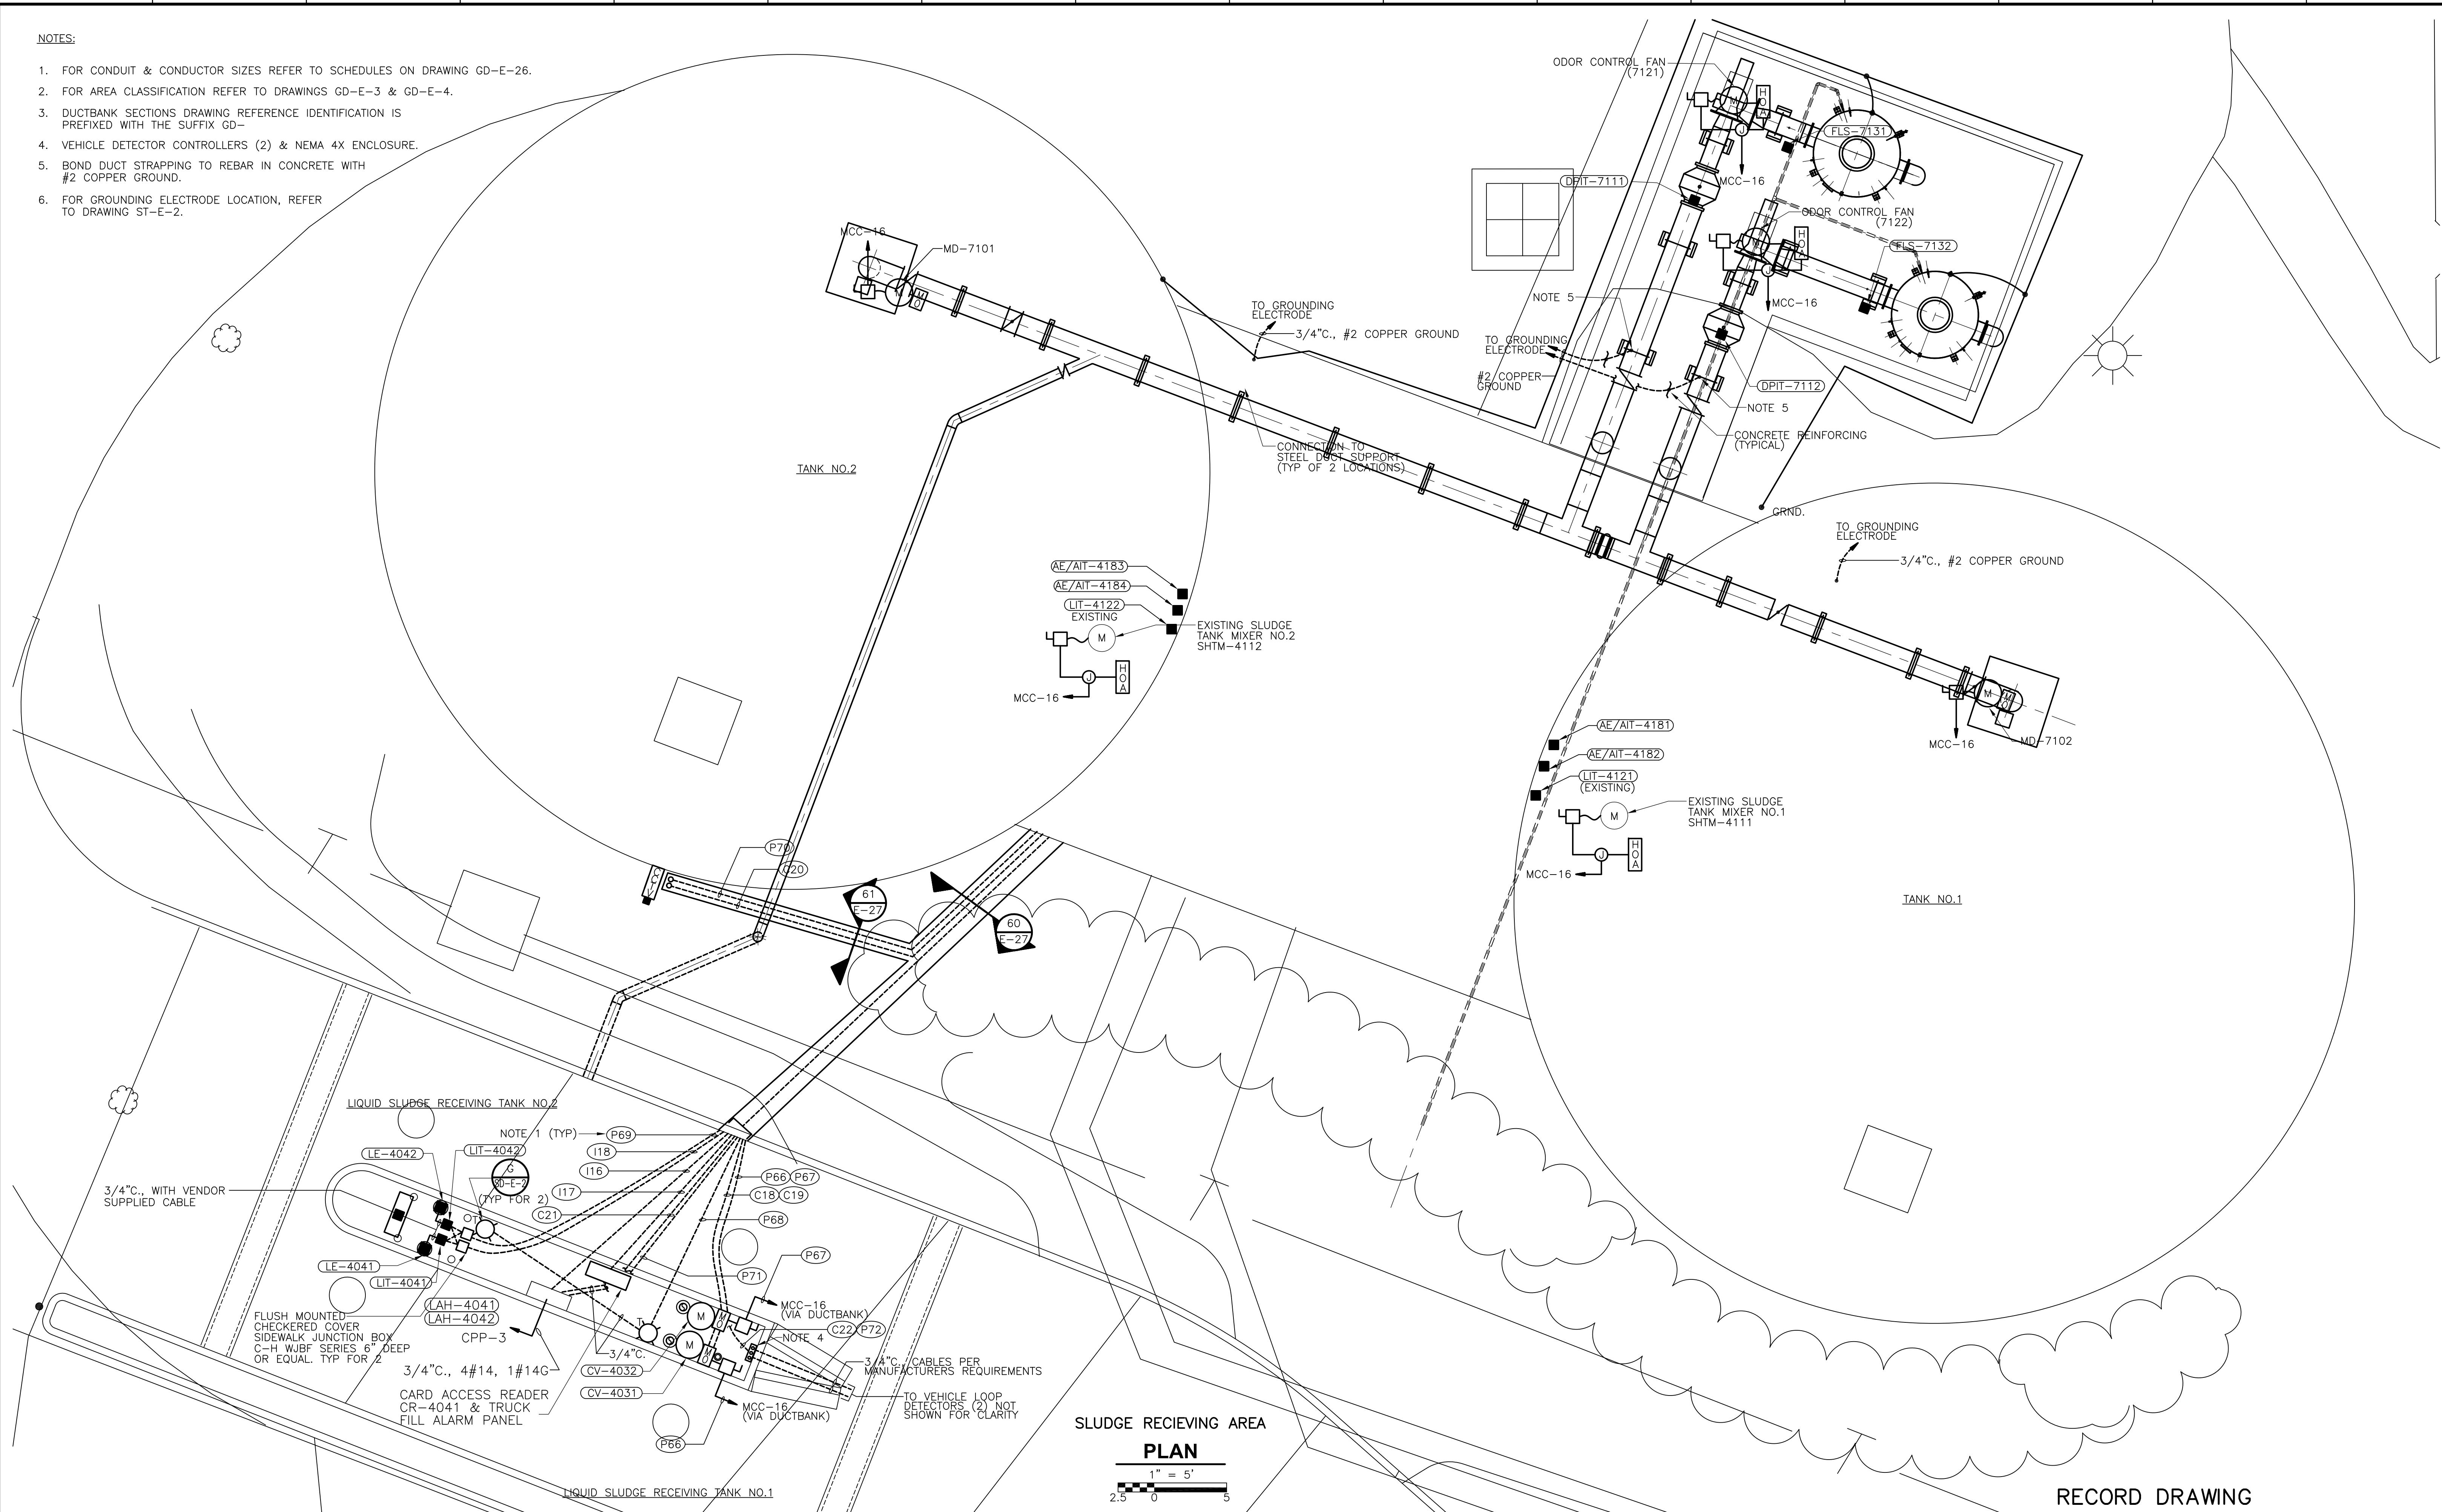 NOTES:
1. FOR CONDUIT & CONDUCTOR SIZES REFER TO SCHEDULES ON DRAWING GD-E-26.
2. FOR AREA CLASSIFICATION REFER TO DRAWINGS GD-E-3 & GD-E-4.
3. DUCTBANK SECTIONS DRAWING REFERENCE IDENTIFICATION IS
PREFIXED WITH THE SUFFIX GD-
4. VEHICLE DETECTOR CONTROLLERS (2) & NEMA 4X ENCLOSURE.
5. BOND DUCT STRAPPING TO REBAR IN CONCRETE WITH
#2 COPPER GROUND.
6. FOR GROUNDING ELECTRODE LOCATION, REFER
TO DRAWING ST-E-2.
ODOR CONTROL FAN
(7121)
M
HOA
J
FLS-7131
MCC-16
DPIT-7111
ODOR CONTROL FAN
(7122)
M
HOA
J
FLS-7132
MCC-16
MCC-16
MD-7101
M
MO
NOTE 5
TO GROUNDING
ELECTRODE
3/4"C., #2 COPPER GROUND
TO GROUNDING
ELECTRODE
#2 COPPER
GROUND
DPIT-7112
NOTE 5
CONCRETE REINFORCING
(TYPICAL)
CONNECTION TO
STEEL DUCT SUPPORT
(TYP OF 2 LOCATIONS)
TANK NO.2
GRND.
TO GROUNDING
ELECTRODE
3/4"C., #2 COPPER GROUND
AE/AIT-4183
AE/AIT-4184
LIT-4122
EXISTING
M
EXISTING SLUDGE
TANK MIXER NO.2
SHTM-4112
J
HOA
MCC-16
M
MO
MCC-16
MD-7102
AE/AIT-4181
AE/AIT-4182
LIT-4121
(EXISTING)
M
EXISTING SLUDGE
TANK MIXER NO.1
SHTM-4111
J
HOA
MCC-16
TANK NO.1
P70
C20
CCTV
61
E-27
60
E-27
LIQUID SLUDGE RECEIVING TANK NO.2
NOTE 1 (TYP)
P69
LE-4042
LIT-4042
I18
G
GD-E-2
(TYP FOR 2)
I16
P66
P67
3/4"C., WITH VENDOR
SUPPLIED CABLE
I17
C18
C19
C21
P68
T
LE-4041
LIT-4041
P67
P71
LAH-4041
LAH-4042
FLUSH MOUNTED
CHECKERED COVER
SIDEWALK JUNCTION BOX
C-H WJBF SERIES 6" DEEP
OR EQUAL. TYP FOR 2
CPP-3
T
M
MO
MCC-16
(VIA DUCTBANK)
C22
P72
NOTE 4
M
MO
3/4"C.
CV-4032
CV-4031
3/4"C., 4#14, 1#14G
3/4"C., CABLES PER
MANUFACTURERS REQUIREMENTS
CARD ACCESS READER
CR-4041 & TRUCK
FILL ALARM PANEL
MCC-16
(VIA DUCTBANK)
TO VEHICLE LOOP
DETECTORS (2) NOT
SHOWN FOR CLARITY
P66
LIQUID SLUDGE RECEIVING TANK NO.1
SLUDGE RECIEVING AREA
PLAN
1" = 5'
2.5 0 5
RECORD DRAWING